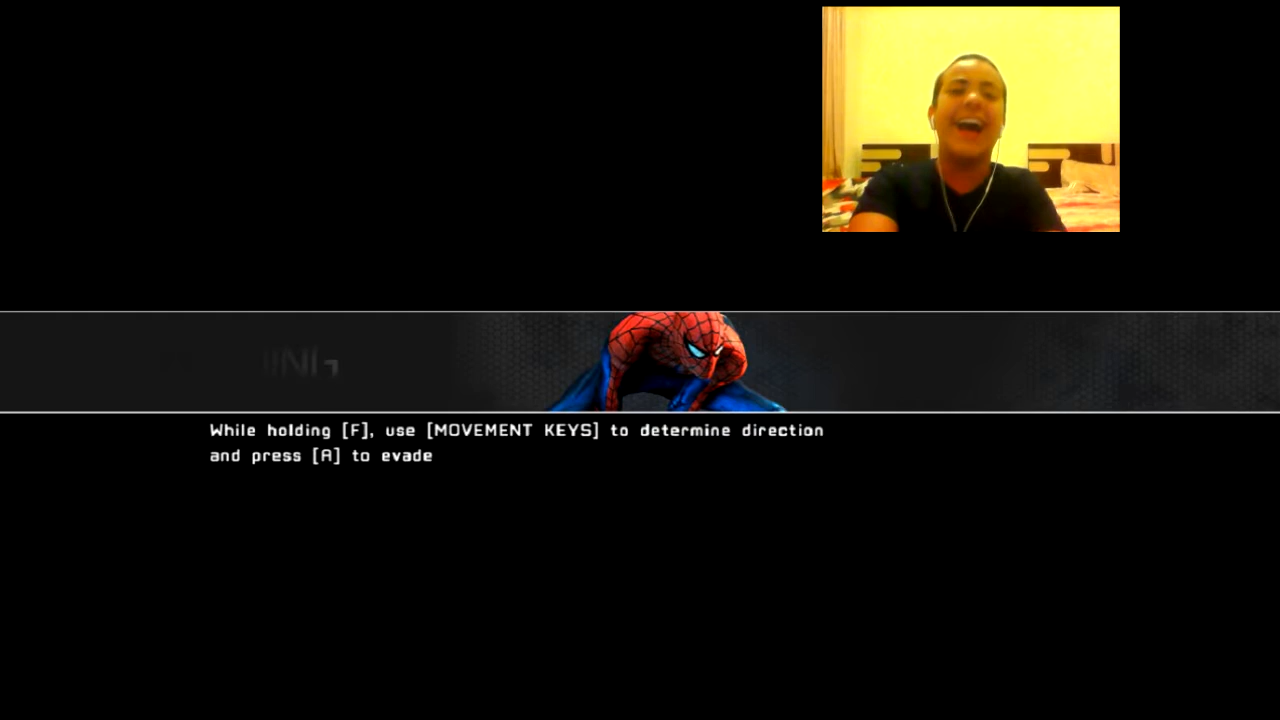 While holding [F], use [MOVEMENT KEYS] to determine direction
and press [A] to evade